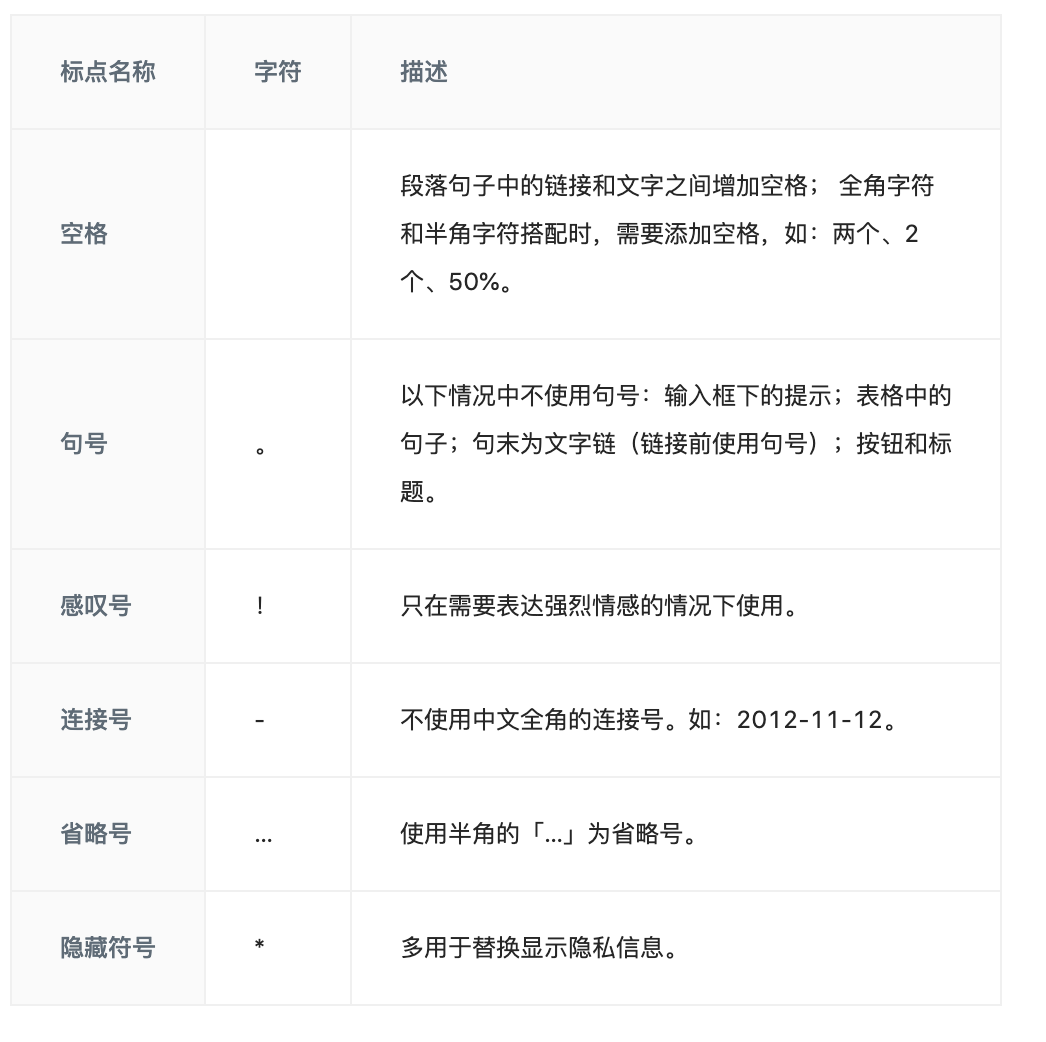 标点名称 字符 描述
段落句子中的链接和文字之间增加空格； 全角字符
空格 和半角字符搭配时，需要添加空格，如：两个、2
个、50%。
以下情况中不使用句号：输入框下的提示；表格中的
句号 。 句子；句末为文字链（链接前使用句号）；按钮和标
题。
感叹号 ！ 只在需要表达强烈情感的情况下使用。
连接号 - 不使用中文全角的连接号。如：2012-11-12。
省略号 ... 使用半角的「...」为省略号。
隐藏符号 * 多用于替换显示隐私信息。